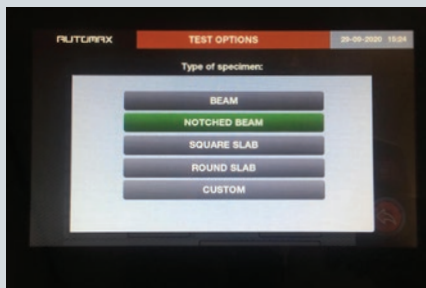 AUTOMAX
TEST OPTIONS
29-09-2020 15:24
Type of specimen:
BEAM
NOTCHED BEAM
SQUARE SLAB
ROUND SLAB
CUSTOM